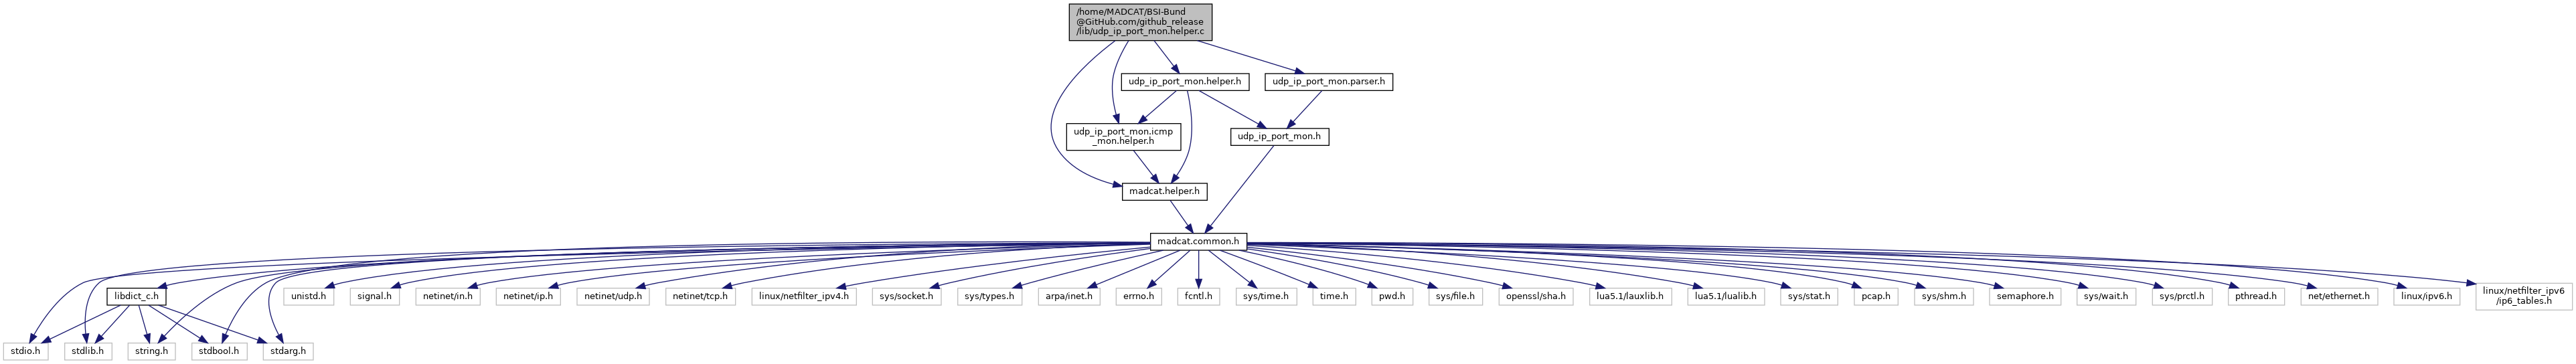 /home/MADCAT/BSI-Bund
@GitHub.com/github_release
/lib/udp_ip_port_mon.helper.c
udp_ip_port_mon.helper.h
udp_ip_port_mon.parser.h
udp_ip_port_mon.icmp
_mon.helper.h
udp_ip_port_mon.h
madcat.helper.h
madcat.common.h
libdict_c.h
unistd.h
signal.h
netinet/in.h
netinet/ip.h
netinet/udp.h
netinet/tcp.h
linux/netfilter_ipv4.h
sys/socket.h
sys/types.h
arpa/inet.h
errno.h
fcntl.h
sys/time.h
time.h
pwd.h
sys/file.h
openssl/sha.h
lua5.1/lauxlib.h
lua5.1/lualib.h
sys/stat.h
pcap.h
sys/shm.h
semaphore.h
sys/wait.h
sys/prctl.h
pthread.h
net/ethernet.h
linux/ipv6.h
linux/netfilter_ipv6
/ip6_tables.h
stdio.h
stdlib.h
string.h
stdbool.h
stdarg.h